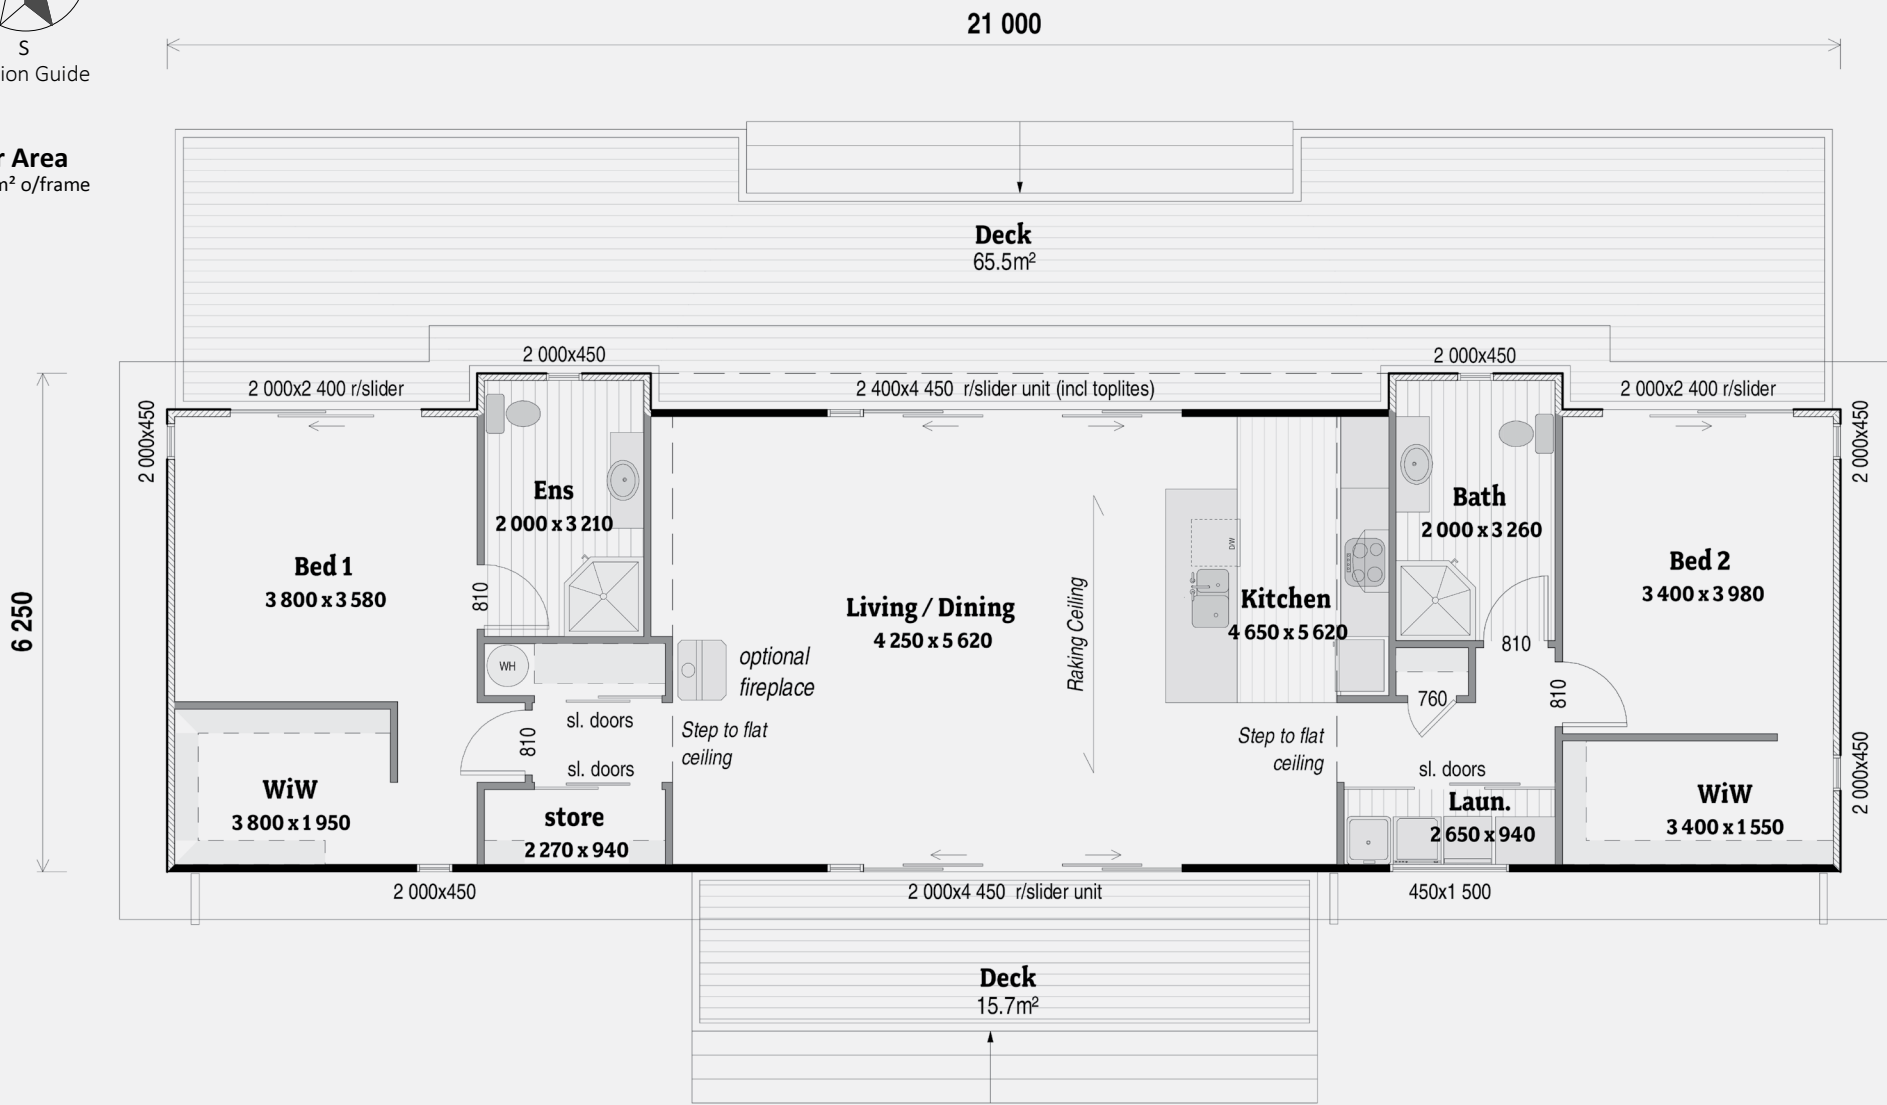 21 000
S
ion Guide
r Area
m² o/frame
Deck
65.5m²
2 000x450
2 000x450
2 000x2 400 r/slider
2 400x4 450 r/slider unit (incl toplites)
2 000x2 400 r/slider
2 000x450
2 000x450
Ens
2 000 x 3 210
Bath
2 000 x 3 260
D/W
Bed 1
3 800 x 3 580
810
Living / Dining
4 250 x 5 620
Raking Ceiling
Kitchen
4 650 x 5 620
Bed 2
3 400 x 3 980
6 250
WH
optional
fireplace
810
760
810
sl. doors
810
Step to flat
ceiling
Step to flat
ceiling
sl. doors
sl. doors
2 000x450
WiW
3 800 x 1 950
store
2 270 x 940
Laun.
2 650 x 940
WiW
3 400 x 1 550
2 000x450
2 000x4 450 r/slider unit
450x1 500
Deck
15.7m²